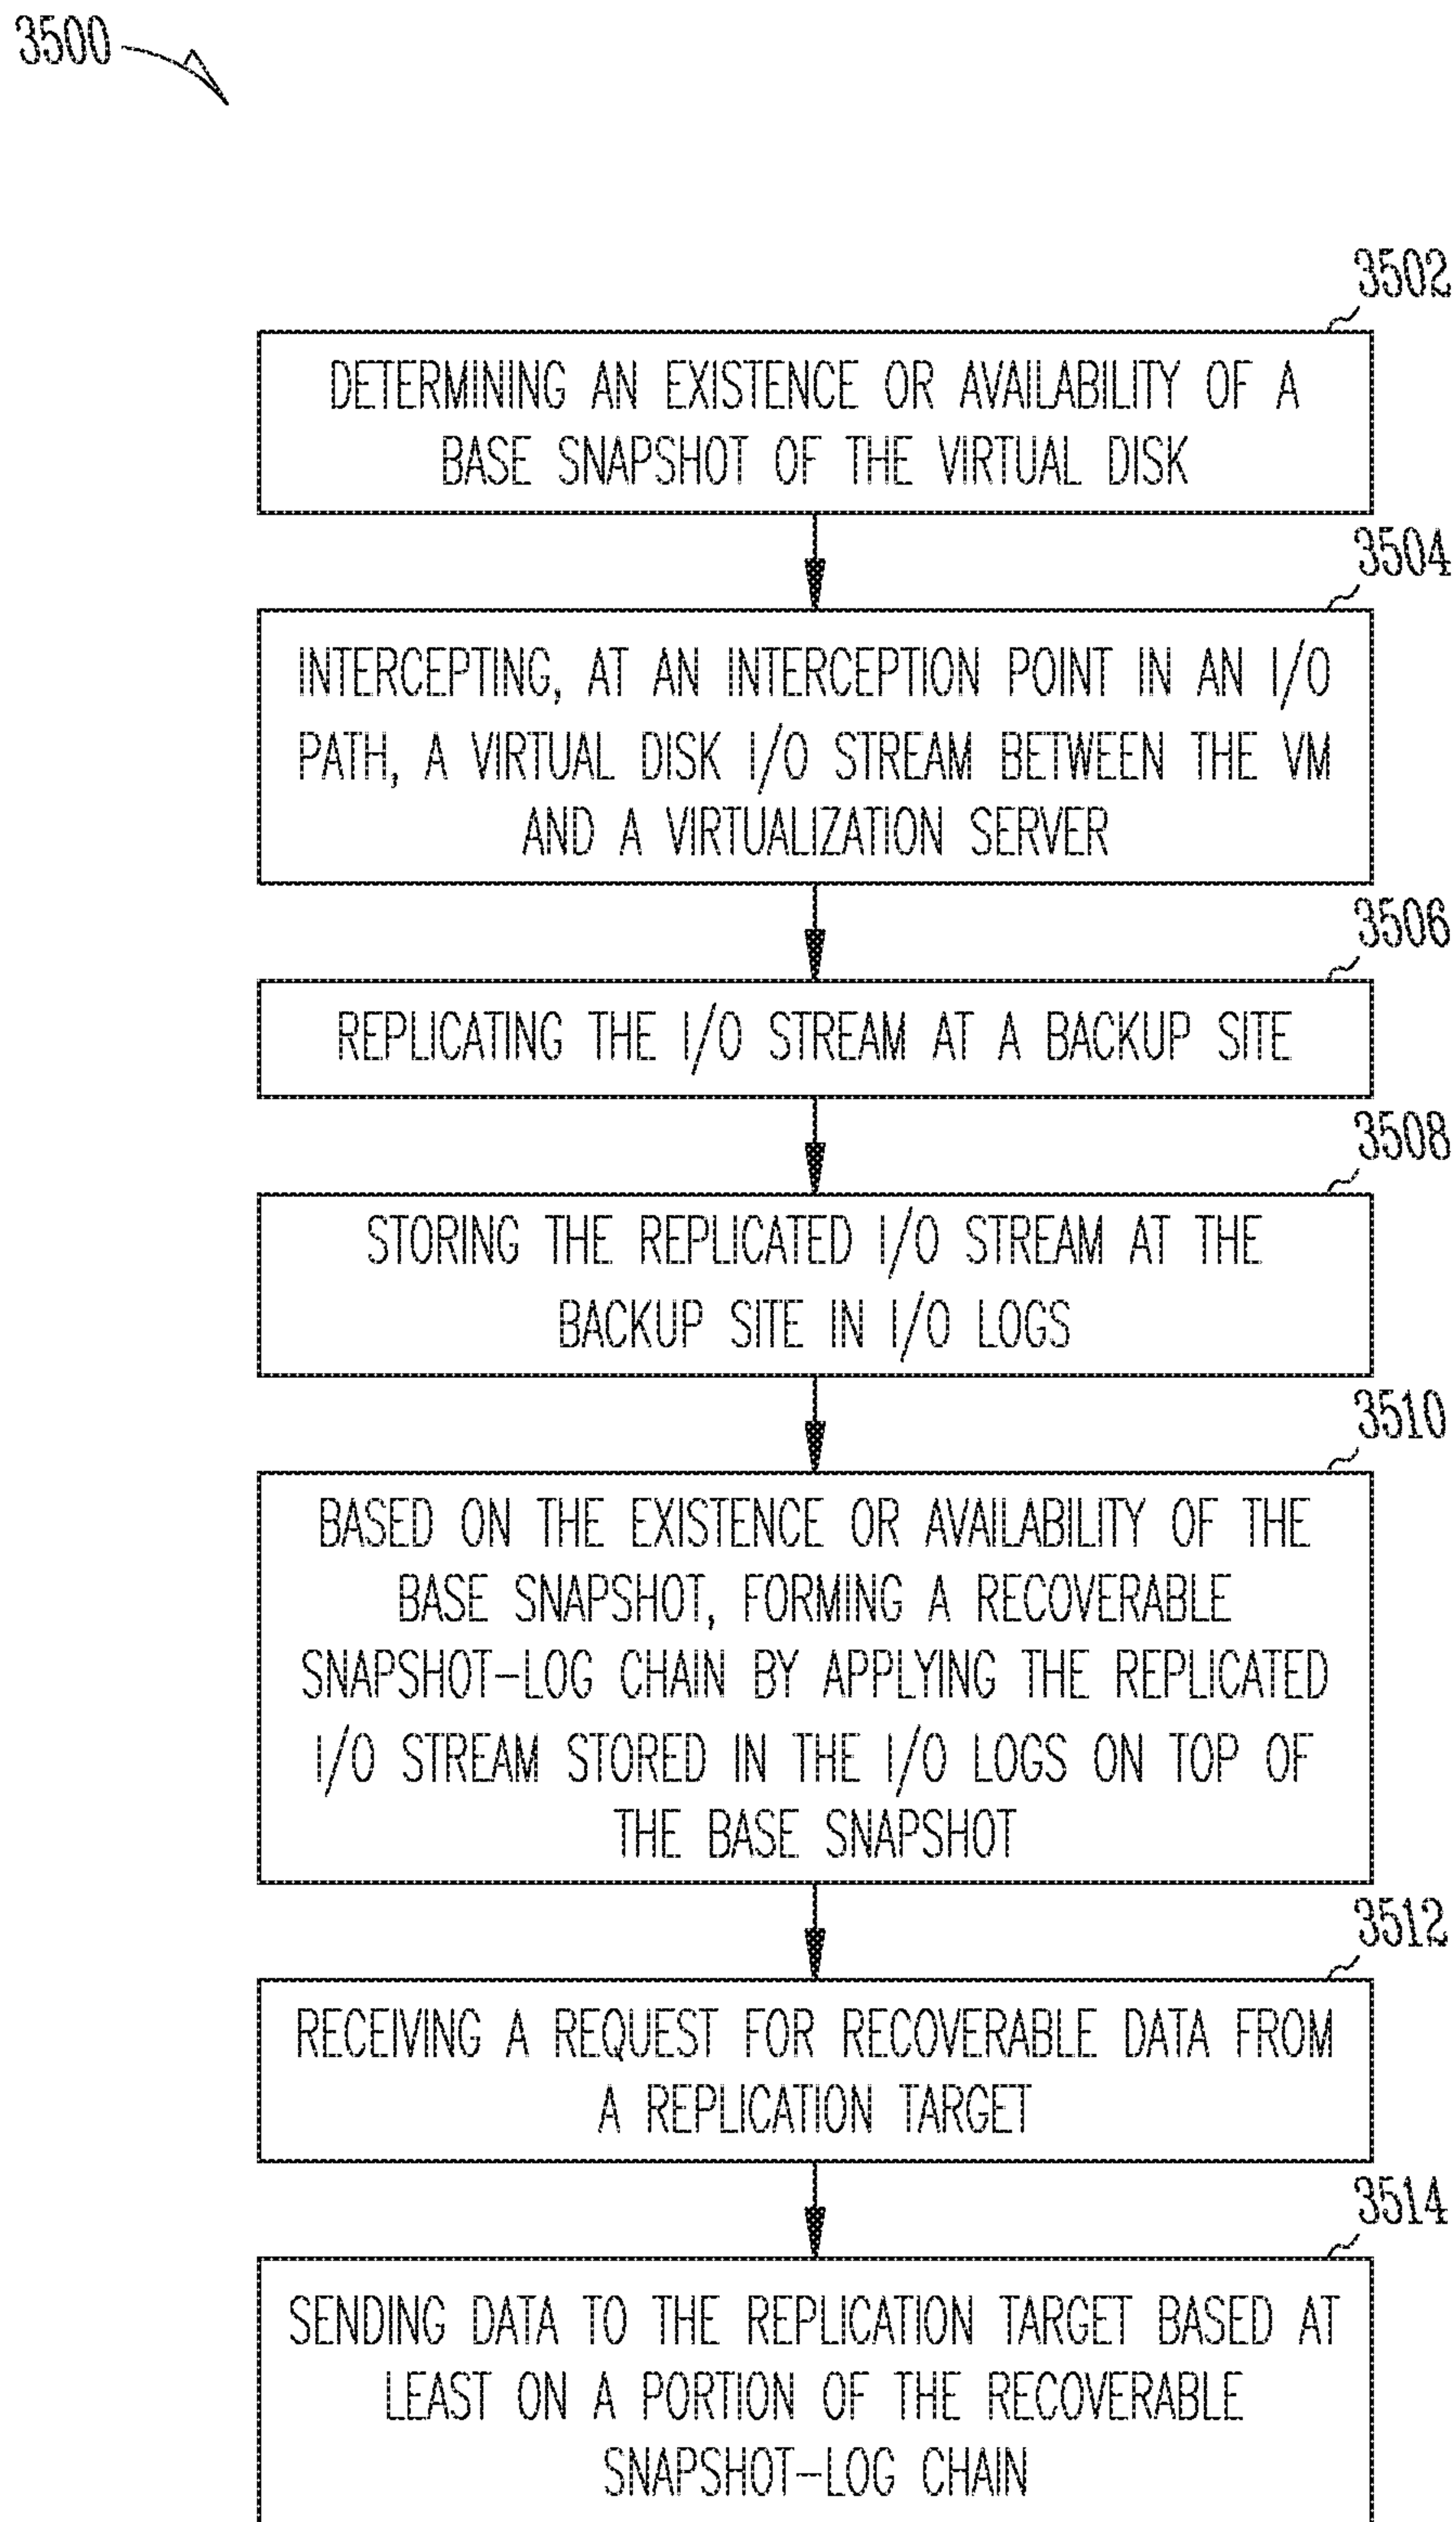 3500
3502
DETERMINING AN EXISTENCE OR AVAILABILITY OF A
BASE SNAPSHOT OF THE VIRTUAL DISK
3504
INTERCEPTING, AT AN INTERCEPTION POINT IN AN I/O
PATH, A VIRTUAL DISK I/O STREAM BETWEEN THE VM
AND A VIRTUALIZATION SERVER
3506
REPLICATING THE I/O STREAM AT A BACKUP SITE
3508
STORING THE REPLICATED I/O STREAM AT THE
BACKUP SITE IN I/O LOGS
3510
BASED ON THE EXISTENCE OR AVAILABILITY OF THE
BASE SNAPSHOT, FORMING A RECOVERABLE
SNAPSHOT-LOG CHAIN BY APPLYING THE REPLICATED
I/O STREAM STORED IN THE I/O LOGS ON TOP OF
THE BASE SNAPSHOT
3512
RECEIVING A REQUEST FOR RECOVERABLE DATA FROM
A REPLICATION TARGET
3514
SENDING DATA TO THE REPLICATION TARGET BASED AT
LEAST ON A PORTION OF THE RECOVERABLE
SNAPSHOT-LOG CHAIN